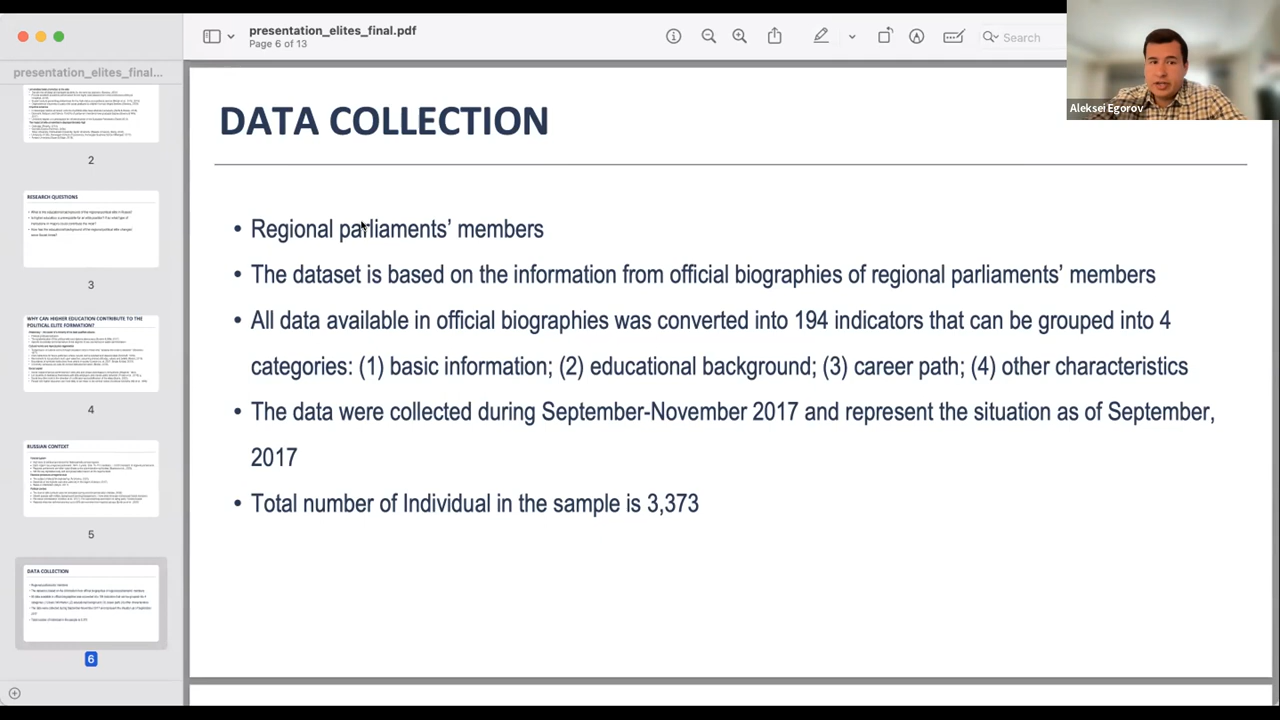 presentation_elites_final.pdf
Page 6 of 13
Search
Aleksei Egorov
presentation_elites_final...
2
RESEARCH QUESTIONS
3
WHY CAN HIGHER EDUCATION CONTRIBUTE TO THE
POLITICAL ELITE FORMATION?
4
RUSSIAN CONTEXT
5
DATA COLLECTION
6
DATA COLLECTION
• Regional parliaments’ members
• The dataset is based on the information from official biographies of regional parliaments’ members
• All data available in official biographies was converted into 194 indicators that can be grouped into 4
categories: (1) basic information; (2) educational background; (3) career path; (4) other characteristics
• The data were collected during September-November 2017 and represent the situation as of September,
2017
• Total number of Individual in the sample is 3,373